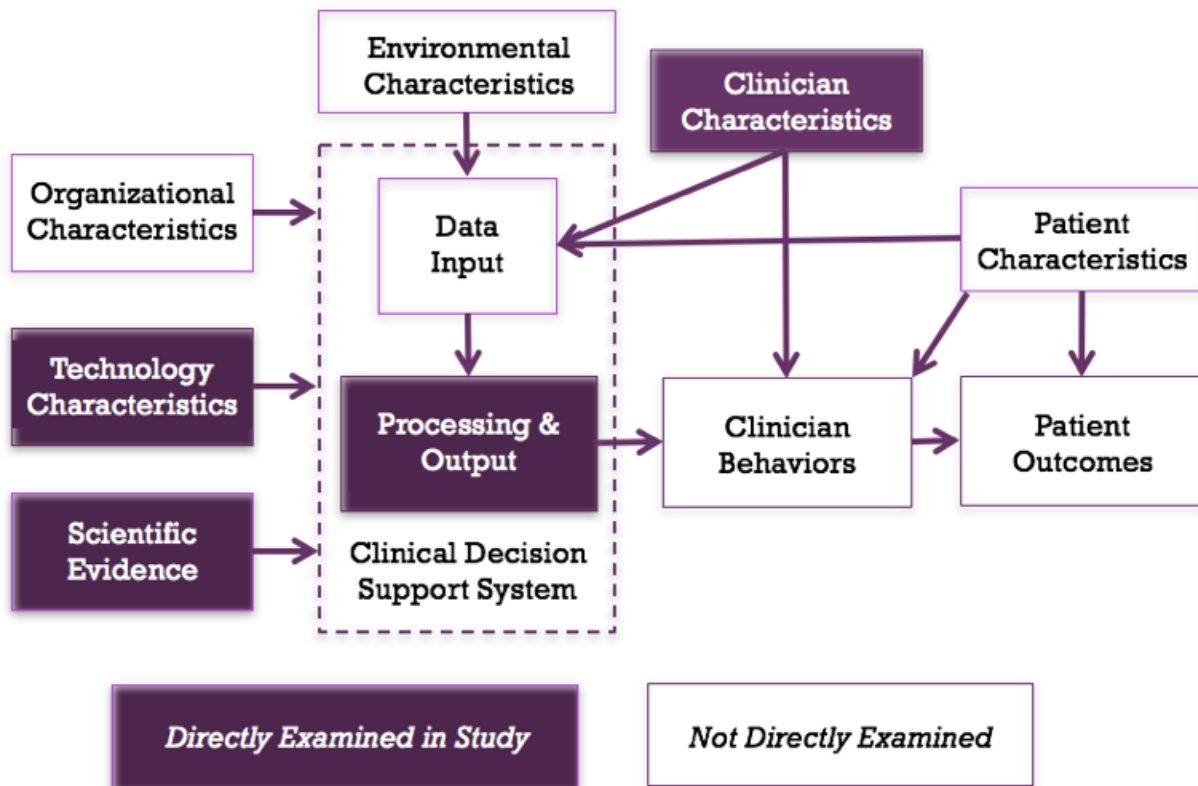 Environmental
Characteristics
Clinician
Characteristics
Organizational
Characteristics
Data
Input
Patient
Characteristics
Technology
Characteristics
Processing &
Output
Clinician
Behaviors
Patient
Outcomes
Scientific
Evidence
Clinical Decision
Support System
Directly Examined in Study
Not Directly Examined